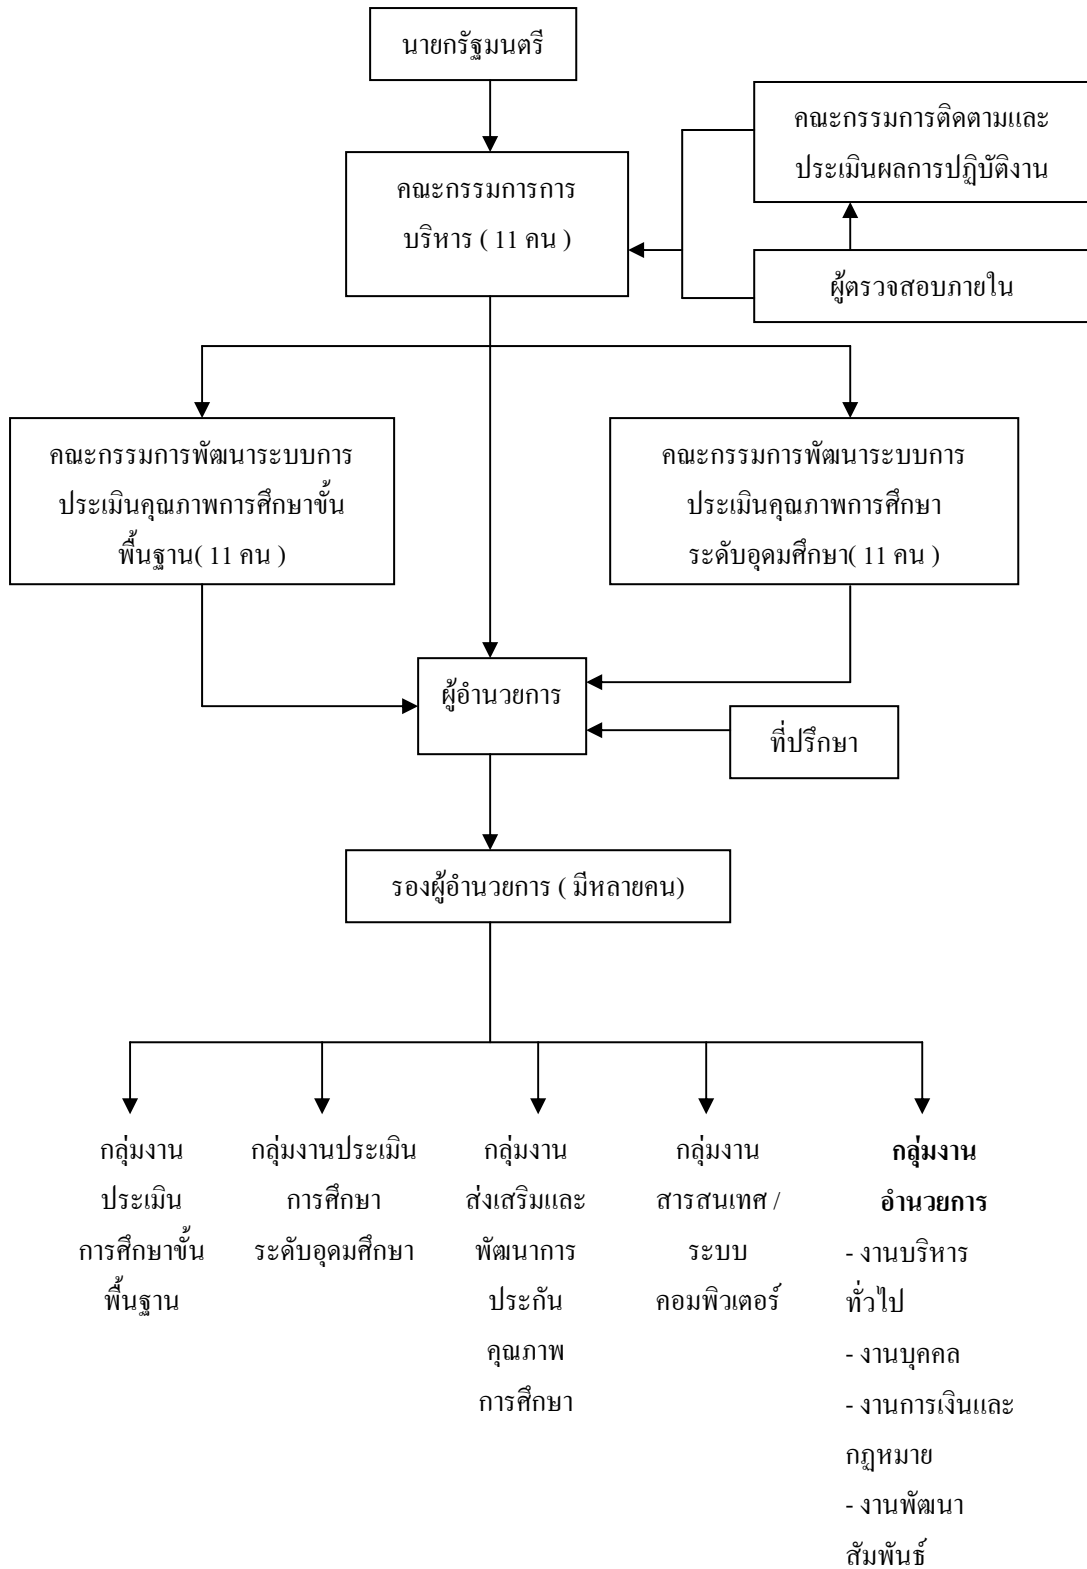 นายกรัฐมนตรี
คณะกรรมการติดตามและ
ประเมินผลการปฏิบัติงาน
คณะกรรมการการ
บริหาร ( 11 คน )
ผู้ตรวจสอบภายใน
คณะกรรมการพัฒนาระบบการ
ประเมินคุณภาพการศึกษาขั้น
พื้นฐาน( 11 คน )
คณะกรรมการพัฒนาระบบการ
ประเมินคุณภาพการศึกษา
ระดับอุดมศึกษา( 11 คน )
ผู้อำนวยการ
ที่ปรึกษา
รองผู้อำนวยการ ( มีหลายคน)
กลุ่มงาน
ประเมิน
การศึกษาขั้น
พื้นฐาน
กลุ่มงานประเมิน
การศึกษา
ระดับอุดมศึกษา
กลุ่มงาน
ส่งเสริมและ
พัฒนาการ
ประกัน
คุณภาพ
การศึกษา
กลุ่มงาน
สารสนเทศ /
ระบบ
คอมพิวเตอร์
กลุ่มงาน
อำนวยการ
- งานบริหาร
ทั่วไป
- งานบุคคล
- งานการเงินและ
กฎหมาย
- งานพัฒนา
สัมพันธ์